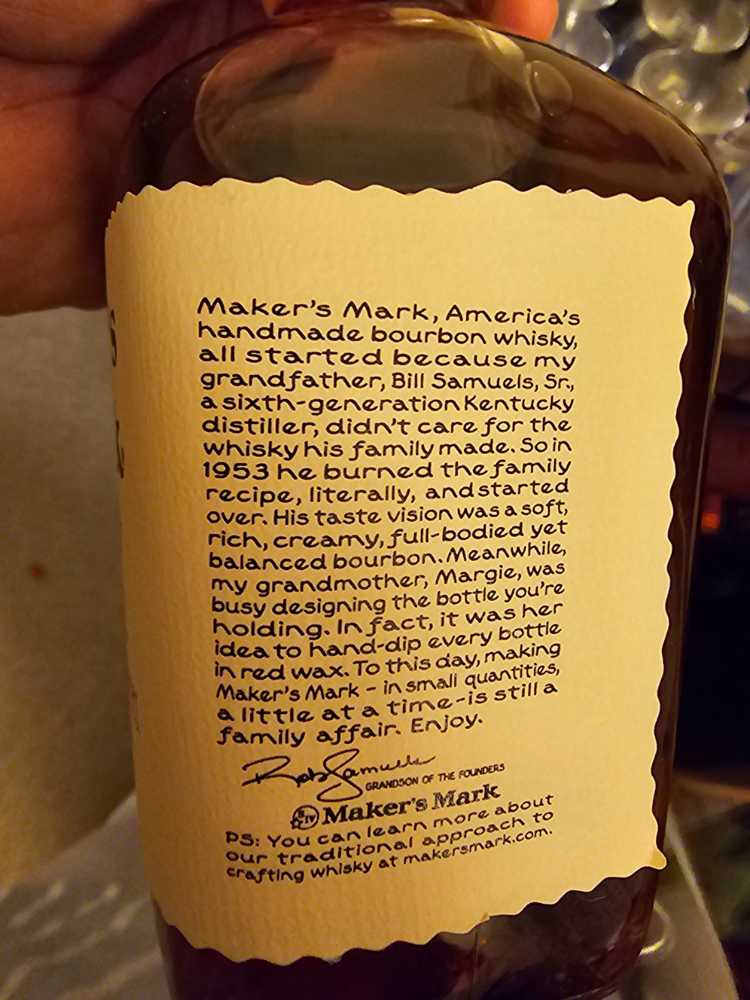 Maker's Mark, America's
handmade bourbon whisky,
all started because my
grandfather, Bill Samuels, Sr.,
a sixth-generation Kentucky
distiller, didn't care for the
whisky his family made. So in
1953 he burned the family
recipe, literally, and started
over. His taste vision was a soft,
rich, creamy, full-bodied yet
balanced bourbon. Meanwhile,
my grandmother, Margie, was
busy designing the bottle you're
holding. In fact, it was her
idea to hand-dip every bottle
in red wax. To this day, making
Maker's Mark - in small quantities,
a little at a time - is still a
family affair. Enjoy.
Rob Samuels
GRANDSON OF THE FOUNDERS
SIV Maker's Mark
PS: You can learn more about
our traditional approach to
crafting whisky at makersmark.com.